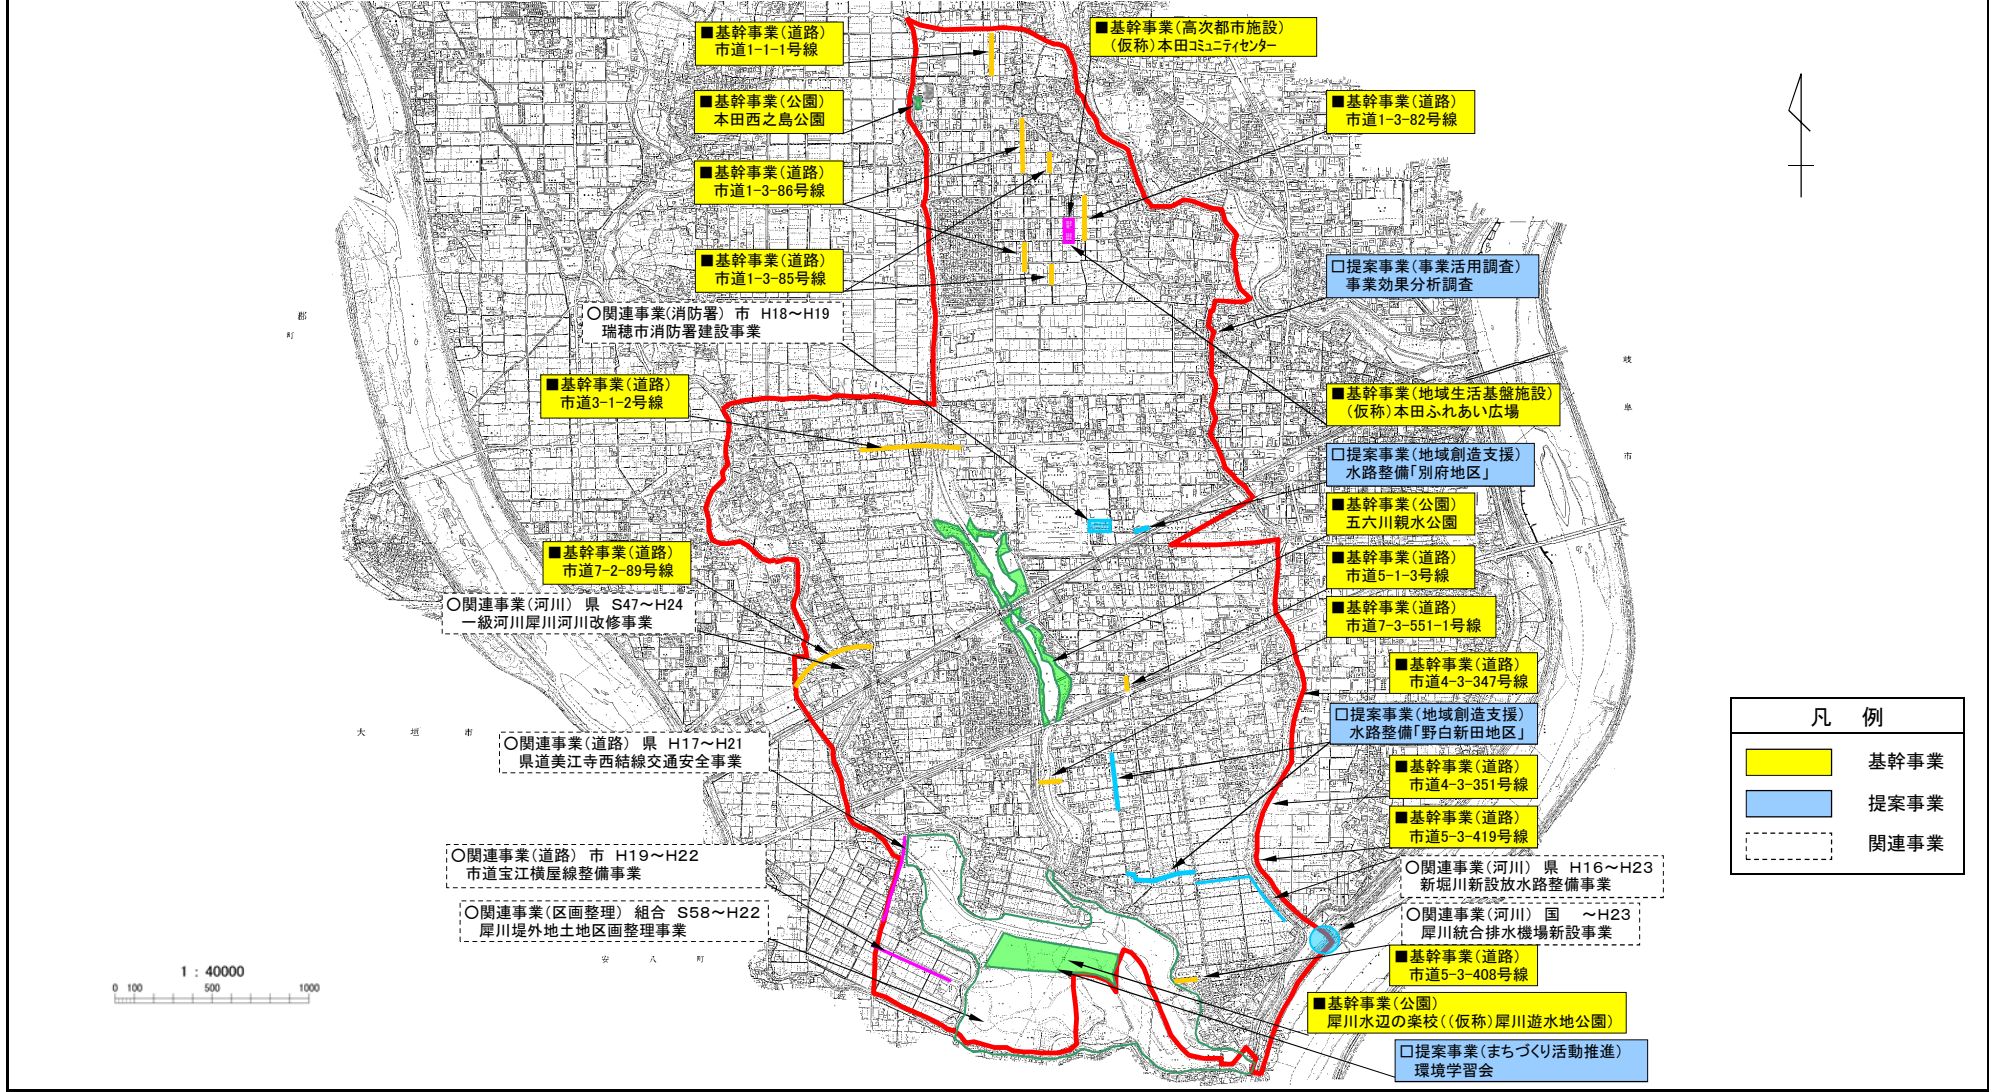 ■基幹事業(道路)
市道1-1-1号線
■基幹事業(高次都市施設)
(仮称)本田コミュニティセンター
■基幹事業(公園)
本田西之島公園
■基幹事業(道路)
市道1-3-82号線
■基幹事業(道路)
市道1-3-86号線
■基幹事業(道路)
市道1-3-85号線
□提案事業(事業活用調査)
事業効果分析調査
○関連事業(消防署) 市 H18～H19
瑞穂市消防署建設事業
郡
町
岐
阜
市
■基幹事業(道路)
市道3-1-2号線
■基幹事業(地域生活基盤施設)
(仮称)本田ふれあい広場
□提案事業(地域創造支援)
水路整備「別府地区」
■基幹事業(公園)
五六川親水公園
■基幹事業(道路)
市道7-2-89号線
■基幹事業(道路)
市道5-1-3号線
○関連事業(河川) 県 S47～H24
一級河川犀川河川改修事業
■基幹事業(道路)
市道7-3-551-1号線
■基幹事業(道路)
市道4-3-347号線
□提案事業(地域創造支援)
水路整備「野白新田地区」
大 垣 市
○関連事業(道路) 県 H17～H21
県道美江寺西結線交通安全事業
■基幹事業(道路)
市道4-3-351号線
■基幹事業(道路)
市道5-3-419号線
○関連事業(道路) 市 H19～H22
市道宝江横屋線整備事業
○関連事業(河川) 県 H16～H23
新堀川新設放水路整備事業
○関連事業(区画整理) 組合 S58～H22
犀川堤外地土地区画整理事業
○関連事業(河川) 国 ～H23
犀川統合排水機場新設事業
安 八 町
■基幹事業(道路)
市道5-3-408号線
■基幹事業(公園)
犀川水辺の楽校((仮称)犀川遊水地公園)
□提案事業(まちづくり活動推進)
環境学習会
1：40000
0 100 500 1000
凡 例
基幹事業
提案事業
関連事業